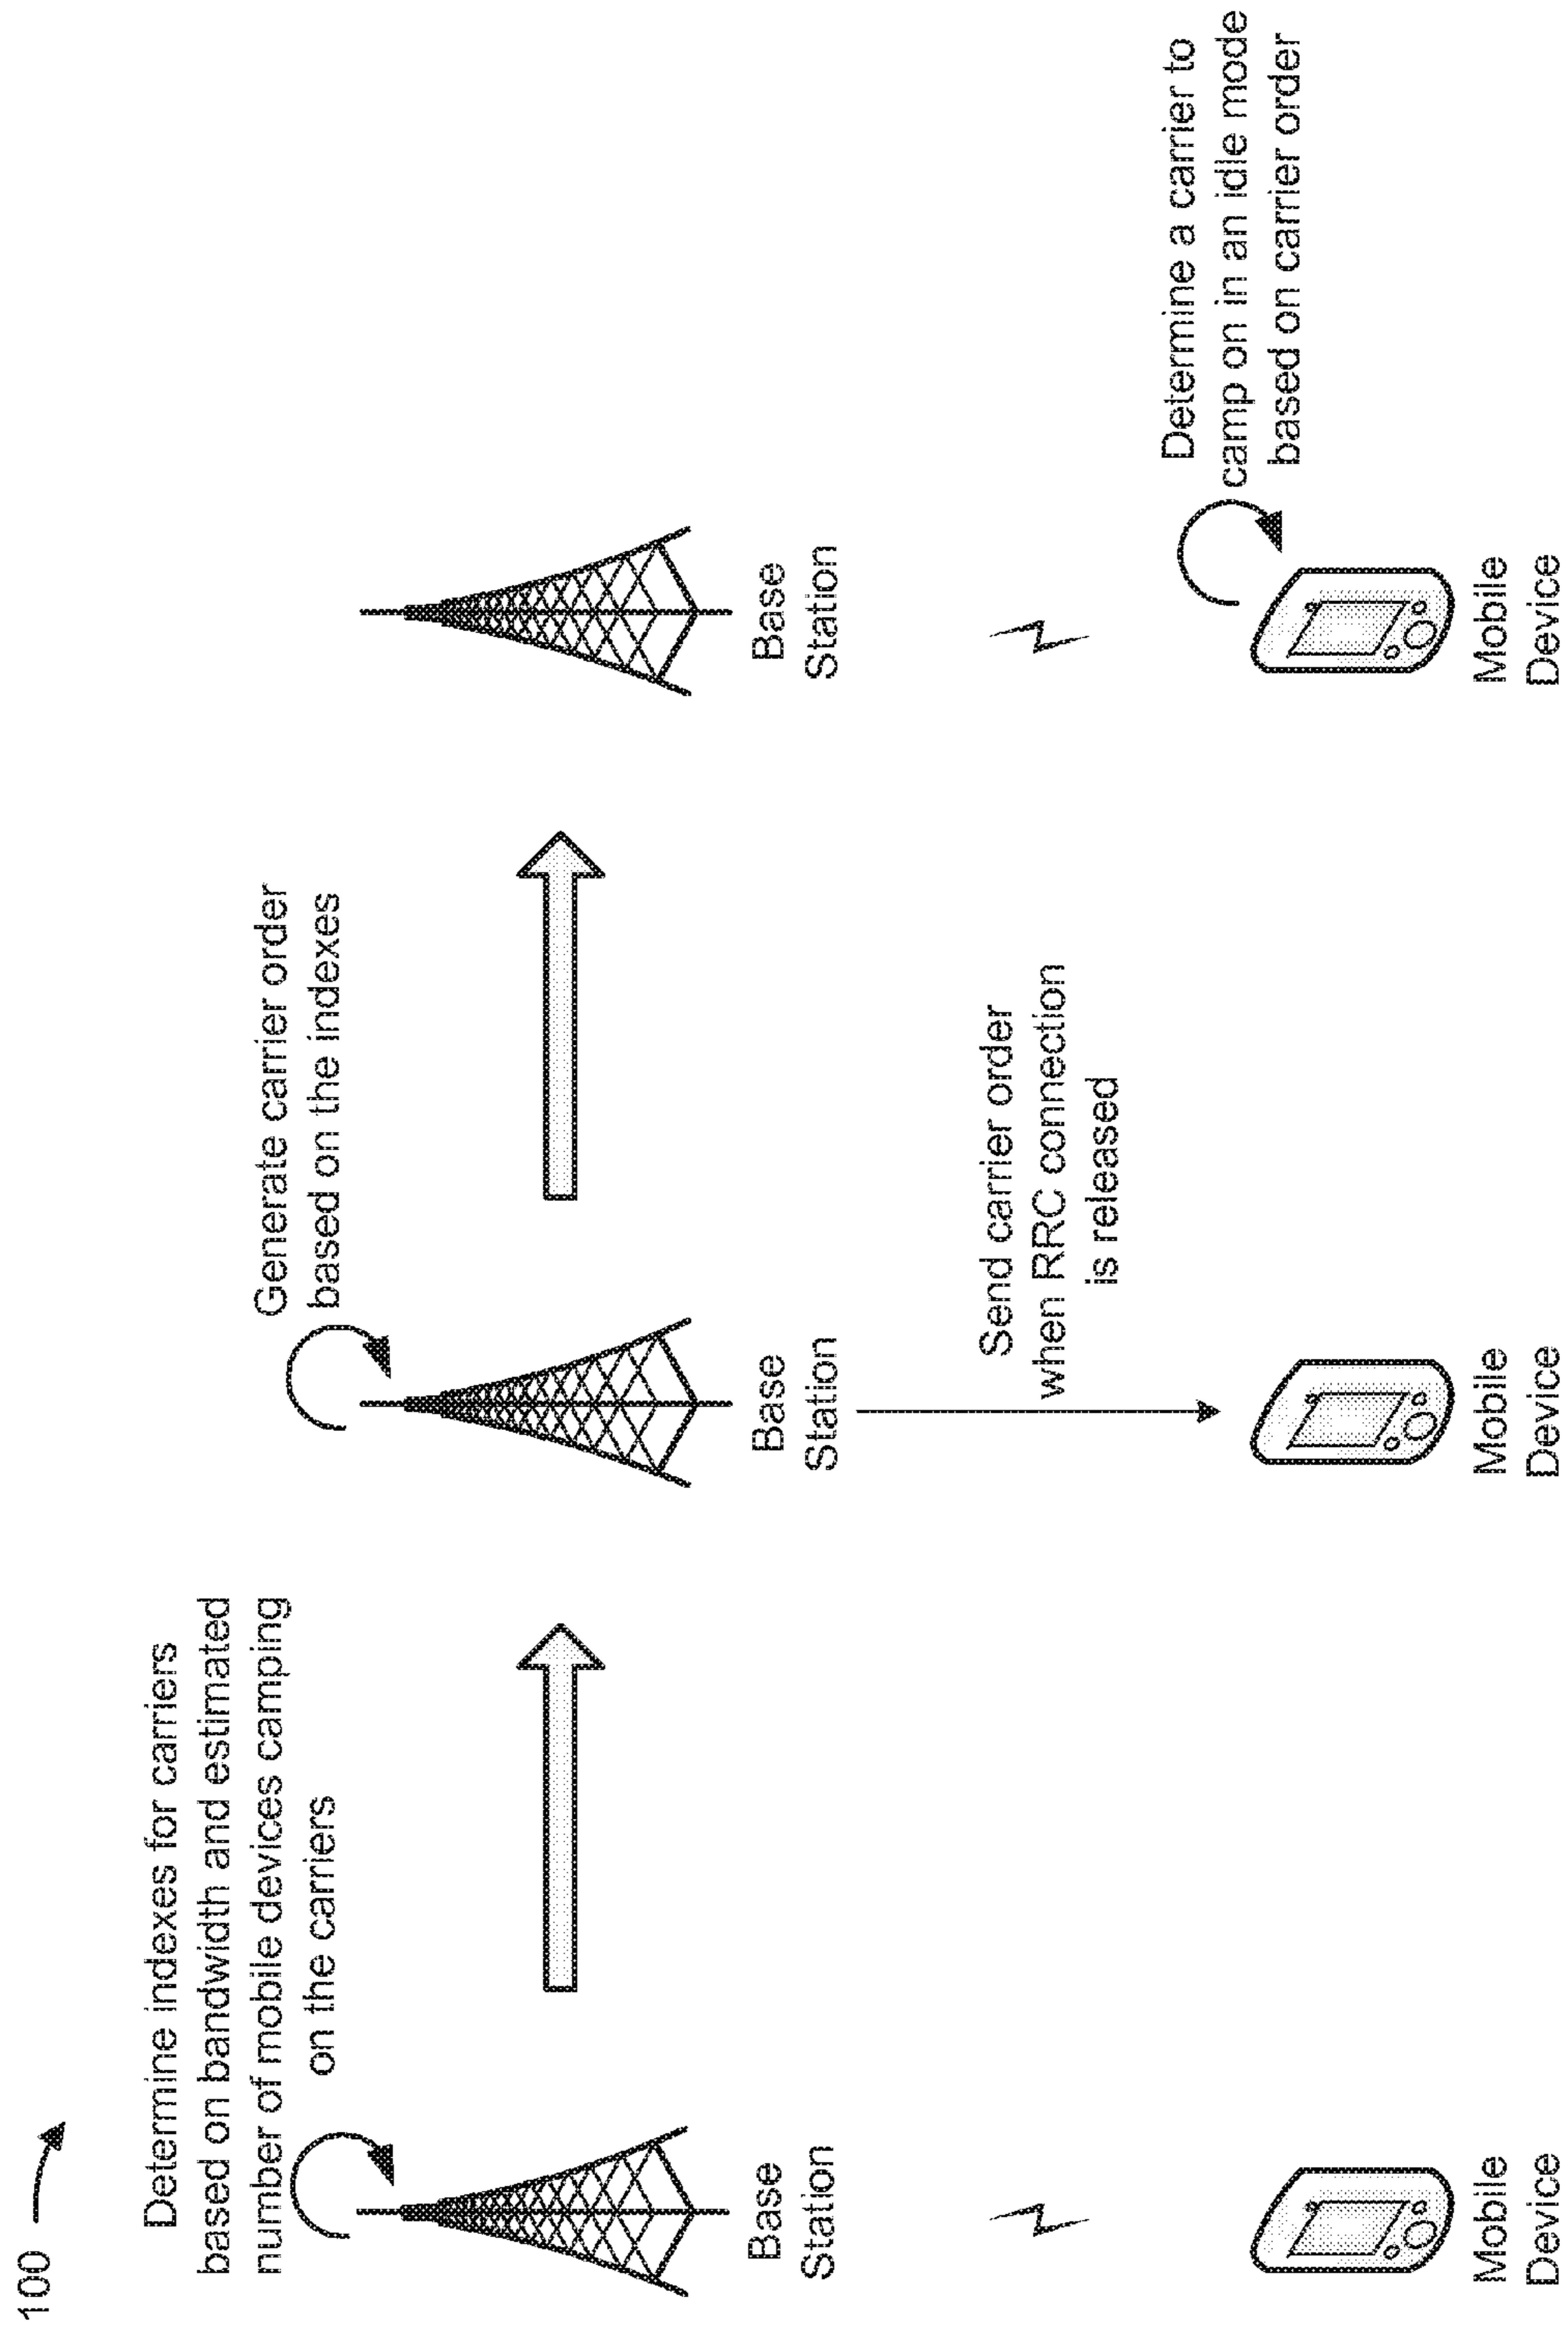 100
Determine indexes for carriers
based on bandwidth and estimated
number of mobile devices camping
on the carriers
Base
Station
Mobile
Device
Generate carrier order
based on the indexes
Base
Station
Send carrier order
when RRC connection
is released
Mobile
Device
Base
Station
Determine a carrier to
camp on in an idle mode
based on carrier order
Mobile
Device